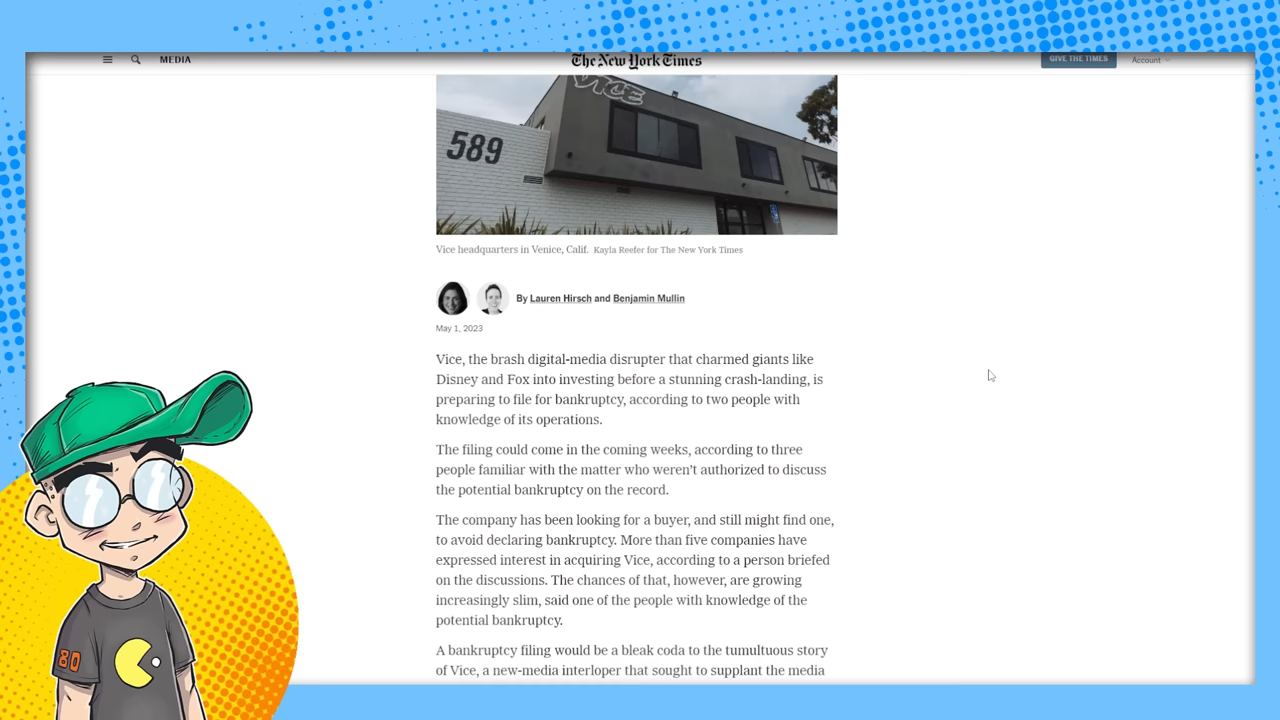 MEDIA
The New York Times
GIVE THE TIMES
Account
VICE
589
Vice headquarters in Venice, Calif. Kayla Reefer for The New York Times
By Lauren Hirsch and Benjamin Mullin
May 1, 2023
Vice, the brash digital-media disrupter that charmed giants like
Disney and Fox into investing before a stunning crash-landing, is
preparing to file for bankruptcy, according to two people with
knowledge of its operations.
The filing could come in the coming weeks, according to three
people familiar with the matter who weren't authorized to discuss
the potential bankruptcy on the record.
The company has been looking for a buyer, and still might find one,
to avoid declaring bankruptcy. More than five companies have
expressed interest in acquiring Vice, according to a person briefed
on the discussions. The chances of that, however, are growing
increasingly slim, said one of the people with knowledge of the
potential bankruptcy.
A bankruptcy filing would be a bleak coda to the tumultuous story
of Vice, a new-media interloper that sought to supplant the media
80